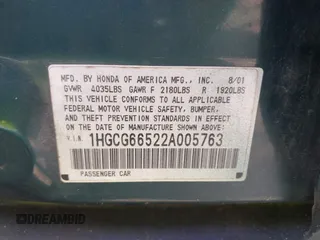 MFD. BY HONDA OF AMERICA MFG., INC. 8/01
GVWR 4035LBS GAWR F 2180LBS R 1920LBS
THIS VEHICLE CONFORMS TO ALL APPLICABLE
FEDERAL MOTOR VEHICLE SAFETY, BUMPER,
AND THEFT PREVENTION STANDARDS IN
EFFECT ON THE DATE OF MANUFACTURE
SHOWN ABOVE.
V.I.N. 1HGCG66522A005763
PASSENGER CAR
© DREAMBID